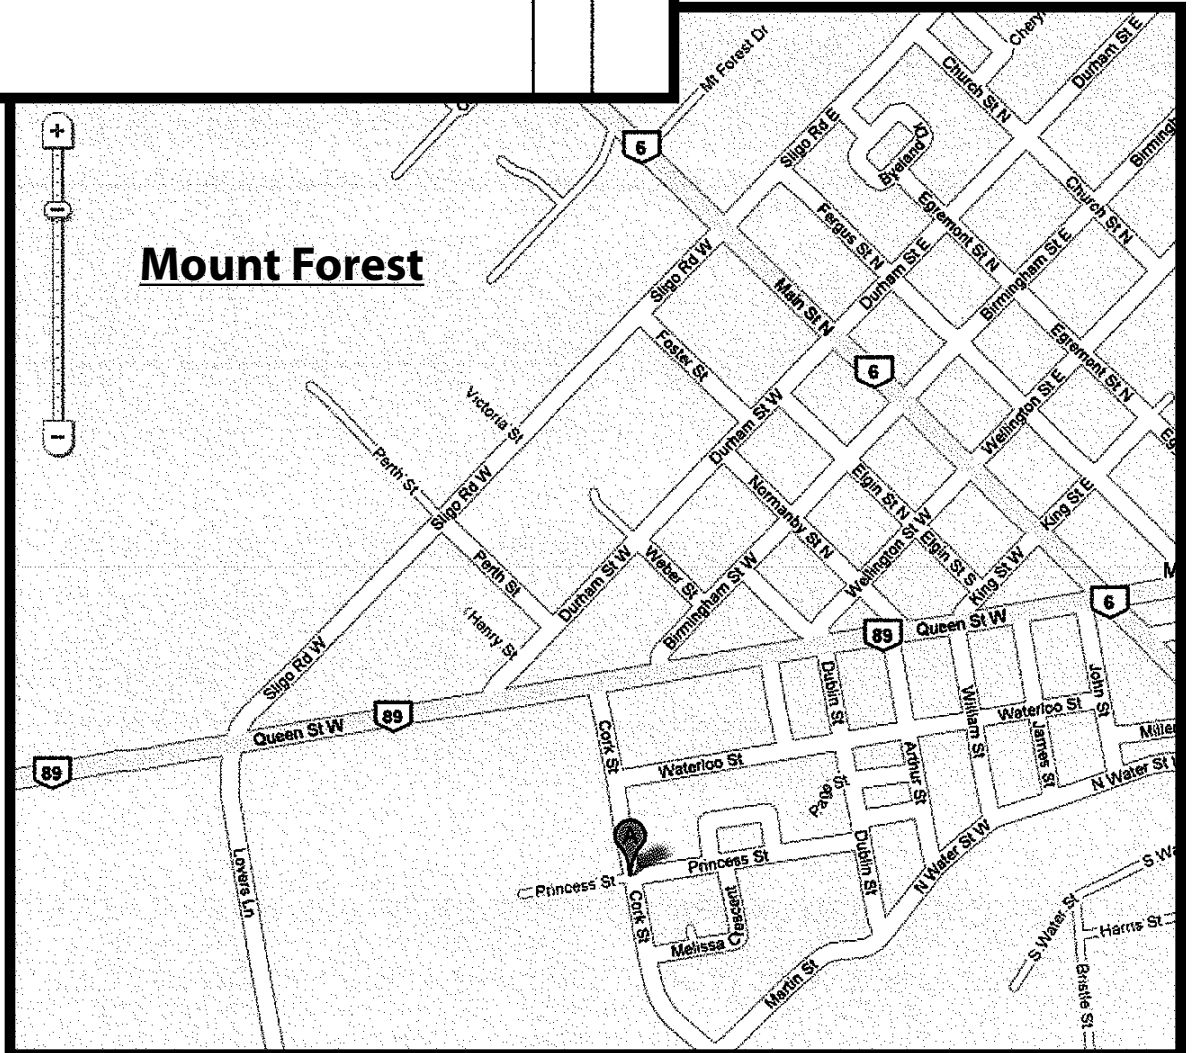 Mt Forest Dr
Chery
Durham St E
Church St N
+
6
Sligo Rd E
Byeland
Birming
Church St N
Egremont St N
Fergus St N
Mount Forest
Sligo Rd W
Durham St E
Birmingham St E
Main St N
Foster St
6
Egremont St N
Victoria St
Durham St W
Wellington St E
Perth St
Sligo Rd W
Elgin St N
Normanby St N
King St E
Wellington St W
Elgin St S
King St W
Perth St
Durham St W
Weber St
Birmingham St W
Henry St
M
6
89
Queen St W
Sligo Rd W
Dublin St
John St
William St
Waterloo St
89
Queen St W
Cork St
James St
Miller
89
Waterloo St
Arthur St
Page St
N Water St
A
Princess St
Dublin St
N Water St W
Lovers Ln
Princess St
Cork St
Crescent
Melissa
Martin St
S Wa
S Water St
Harris St
Bristle St